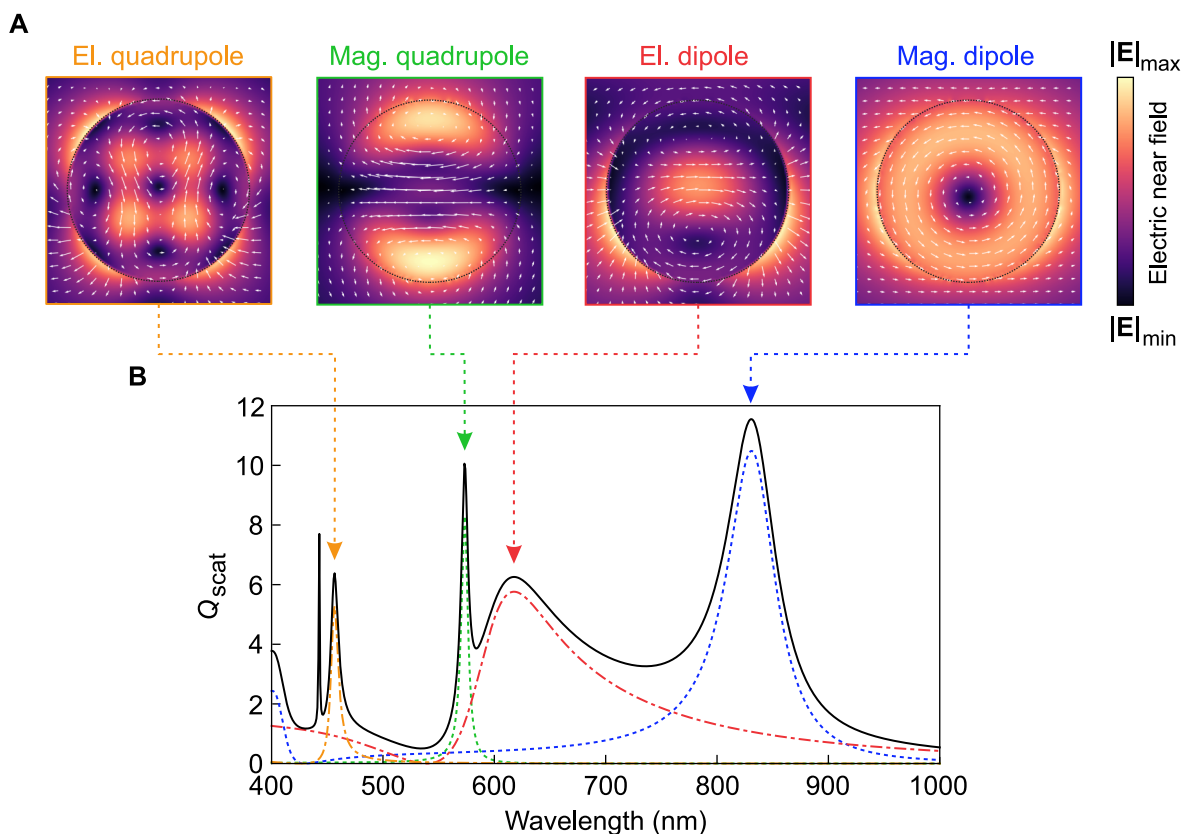 A
El. quadrupole
Mag. quadrupole
El. dipole
Mag. dipole
|E|max
Electric near field
|E|min
B
12
10
8
6
4
2
0
Qscat
400
500
600
700
800
900
1000
Wavelength (nm)